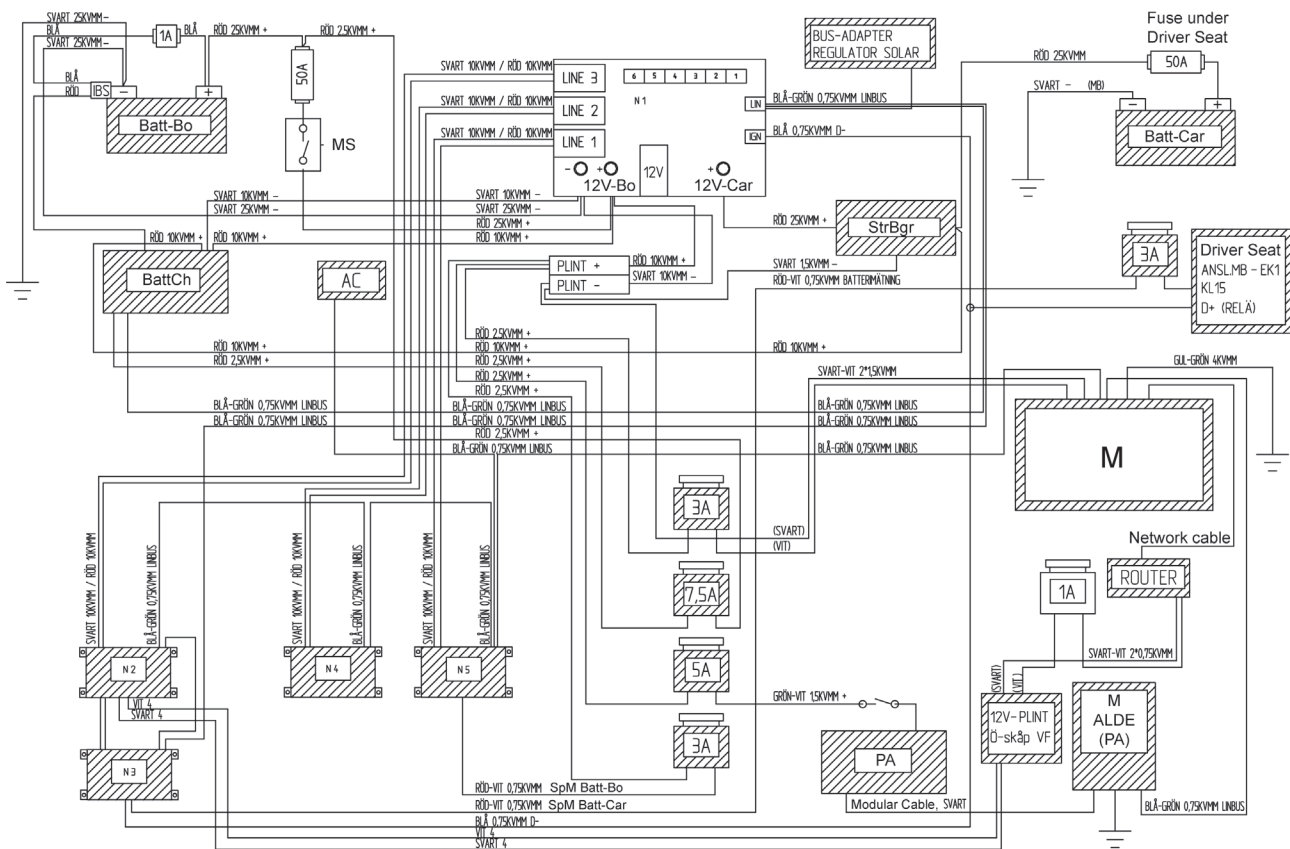 SVART 25KVMM -
BLÅ
1A
BLÅ
SVART 25KVMM -
RÖD 25KVMM +
RÖD 2,5KVMM +
50A
BLÅ
RÖD
IBS
-
+
Batt-Bo
MS
SVART 10KVMM / RÖD 10KVMM
SVART 10KVMM / RÖD 10KVMM
SVART 10KVMM / RÖD 10KVMM
LINE 3
LINE 2
LINE 1
6 5 4 3 2 1
N1
LIN
IGN
- +
12V-Bo
12V
+
12V-Car
BUS-ADAPTER
REGULATOR SOLAR
BLÅ-GRÖN 0,75KVMM LINBUS
BLÅ 0,75KVMM D-
Fuse under
Driver Seat
RÖD 25KVMM
50A
SVART - (MB)
-
+
Batt-Car
SVART 10KVMM -
SVART 25KVMM -
RÖD 25KVMM +
RÖD 10KVMM +
RÖD 10KVMM +
RÖD 10KVMM +
BattCh
AC
PLINT +
PLINT -
RÖD 10KVMM +
SVART 10KVMM -
RÖD 25KVMM +
StrBgr
SVART 1,5KVMM -
RÖD-VIT 0,75KVMM BATTERIMÄTNING
3A
Driver Seat
ANSL.MB - EK1
KL15
D+ (RELÄ)
RÖD 10KVMM +
RÖD 2,5KVMM +
RÖD 2,5KVMM +
RÖD 10KVMM +
RÖD 2,5KVMM +
RÖD 2,5KVMM +
RÖD 2,5KVMM +
RÖD 10KVMM +
SVART-VIT 2*1,5KVMM
GUL-GRÖN 4KVMM
BLÅ-GRÖN 0,75KVMM LINBUS
BLÅ-GRÖN 0,75KVMM LINBUS
BLÅ-GRÖN 0,75KVMM LINBUS
BLÅ-GRÖN 0,75KVMM LINBUS
RÖD 2,5KVMM +
BLÅ-GRÖN 0,75KVMM LINBUS
BLÅ-GRÖN 0,75KVMM LINBUS
BLÅ-GRÖN 0,75KVMM LINBUS
BLÅ-GRÖN 0,75KVMM LINBUS
M
3A
(SVART)
(VIT)
7,5A
5A
3A
Network cable
ROUTER
1A
SVART-VIT 2*0,75KVMM
(SVART)
(VIT)
SVART 10KVMM / RÖD 10KVMM
BLÅ-GRÖN 0,75KVMM LINBUS
SVART 10KVMM / RÖD 10KVMM
BLÅ-GRÖN 0,75KVMM LINBUS
SVART 10KVMM / RÖD 10KVMM
BLÅ-GRÖN 0,75KVMM LINBUS
N2
N4
N5
VIT 4
SVART 4
N3
GRÖN-VIT 1,5KVMM +
PA
Modular Cable, SVART
12V-PLINT
Ö-skåp VF
M
ALDE
(PA)
BLÅ-GRÖN 0,75KVMM LINBUS
RÖD-VIT 0,75KVMM SpM Batt-Bo
RÖD-VIT 0,75KVMM SpM Batt-Car
BLÅ 0,75KVMM D-
VIT 4
SVART 4